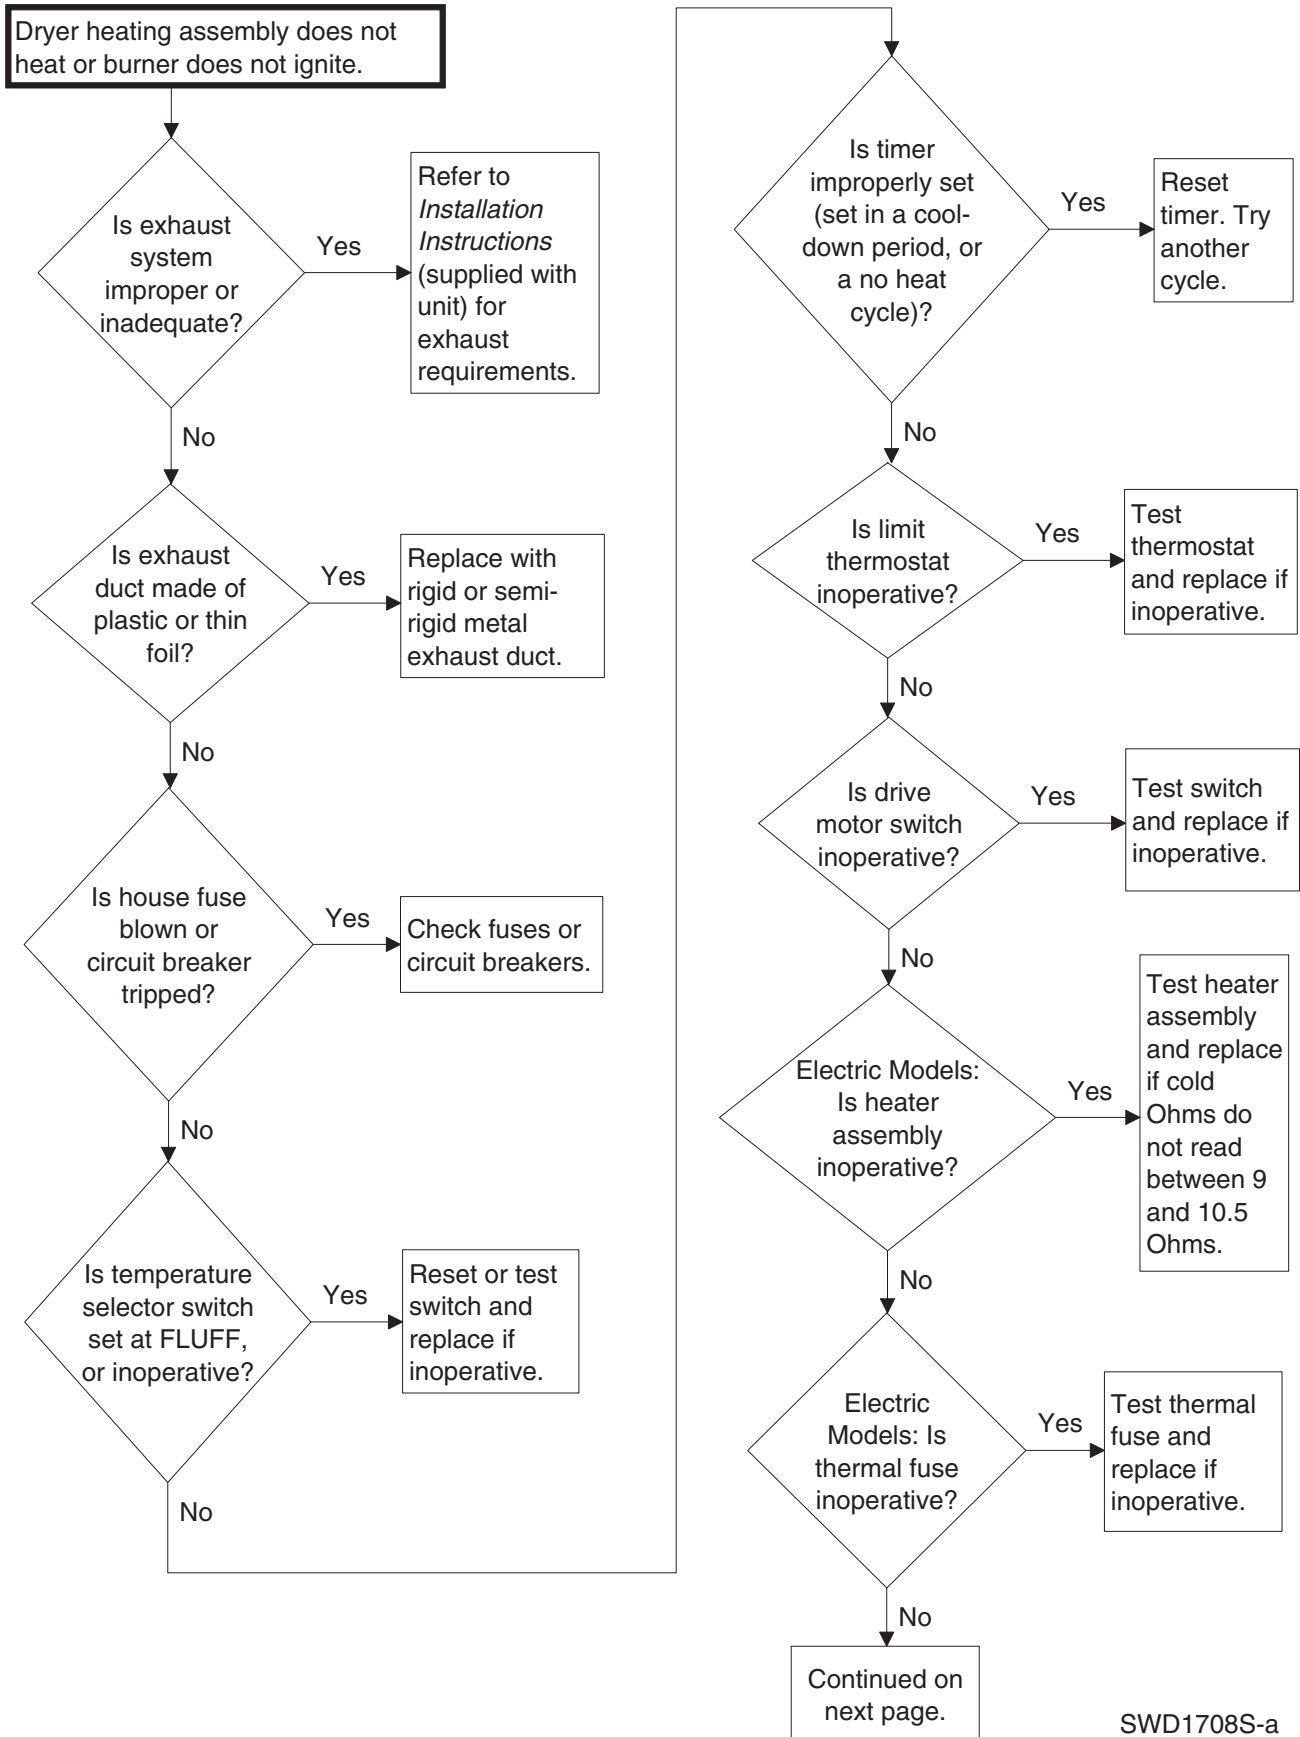 Dryer heating assembly does not
heat or burner does not ignite.
Is exhaust
system
improper or
inadequate?
Yes
Refer to
Installation
Instructions
(supplied with
unit) for
exhaust
requirements.
No
Is exhaust
duct made of
plastic or thin
foil?
Yes
Replace with
rigid or semi-
rigid metal
exhaust duct.
No
Is house fuse
blown or
circuit breaker
tripped?
Yes
Check fuses or
circuit breakers.
No
Is temperature
selector switch
set at FLUFF,
or inoperative?
Yes
Reset or test
switch and
replace if
inoperative.
No
Is timer
improperly set
(set in a cool-
down period, or
a no heat
cycle)?
Yes
Reset
timer. Try
another
cycle.
No
Is limit
thermostat
inoperative?
Yes
Test
thermostat
and replace if
inoperative.
No
Is drive
motor switch
inoperative?
Yes
Test switch
and replace if
inoperative.
No
Electric Models:
Is heater
assembly
inoperative?
Yes
Test heater
assembly
and replace
if cold
Ohms do
not read
between 9
and 10.5
Ohms.
No
Electric
Models: Is
thermal fuse
inoperative?
Yes
Test thermal
fuse and
replace if
inoperative.
No
Continued on
next page.
SWD1708S-a